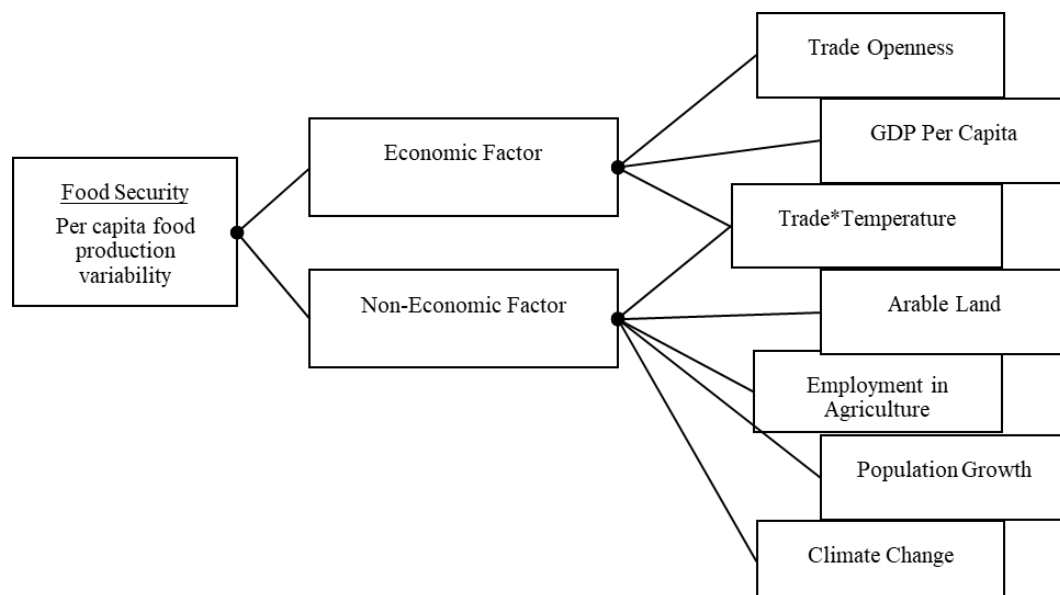 Food Security
Per capita food
production
variability
Economic Factor
Non-Economic Factor
Trade Openness
GDP Per Capita
Trade*Temperature
Arable Land
Employment in
Agriculture
Population Growth
Climate Change